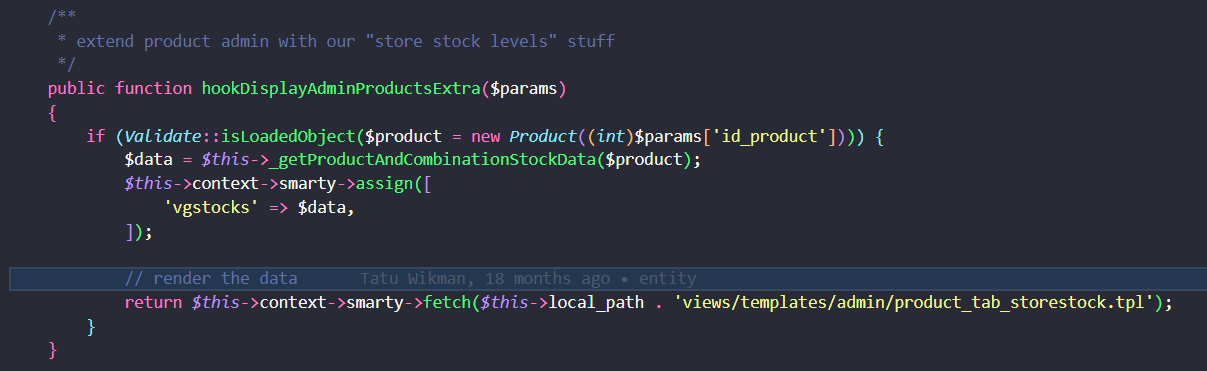 /**
 * extend product admin with our "store stock levels" stuff
 */
public function hookDisplayAdminProductsExtra($params)
{
    if (Validate::isLoadedObject($product = new Product((int)$params['id_product']))) {
        $data = $this->_getProductAndCombinationStockData($product);
        $this->context->smarty->assign([
            'vgstocks' => $data,
        ]);

        // render the data      Tatu Wikman, 18 months ago • entity
        return $this->context->smarty->fetch($this->local_path . 'views/templates/admin/product_tab_storestock.tpl');
    }
}